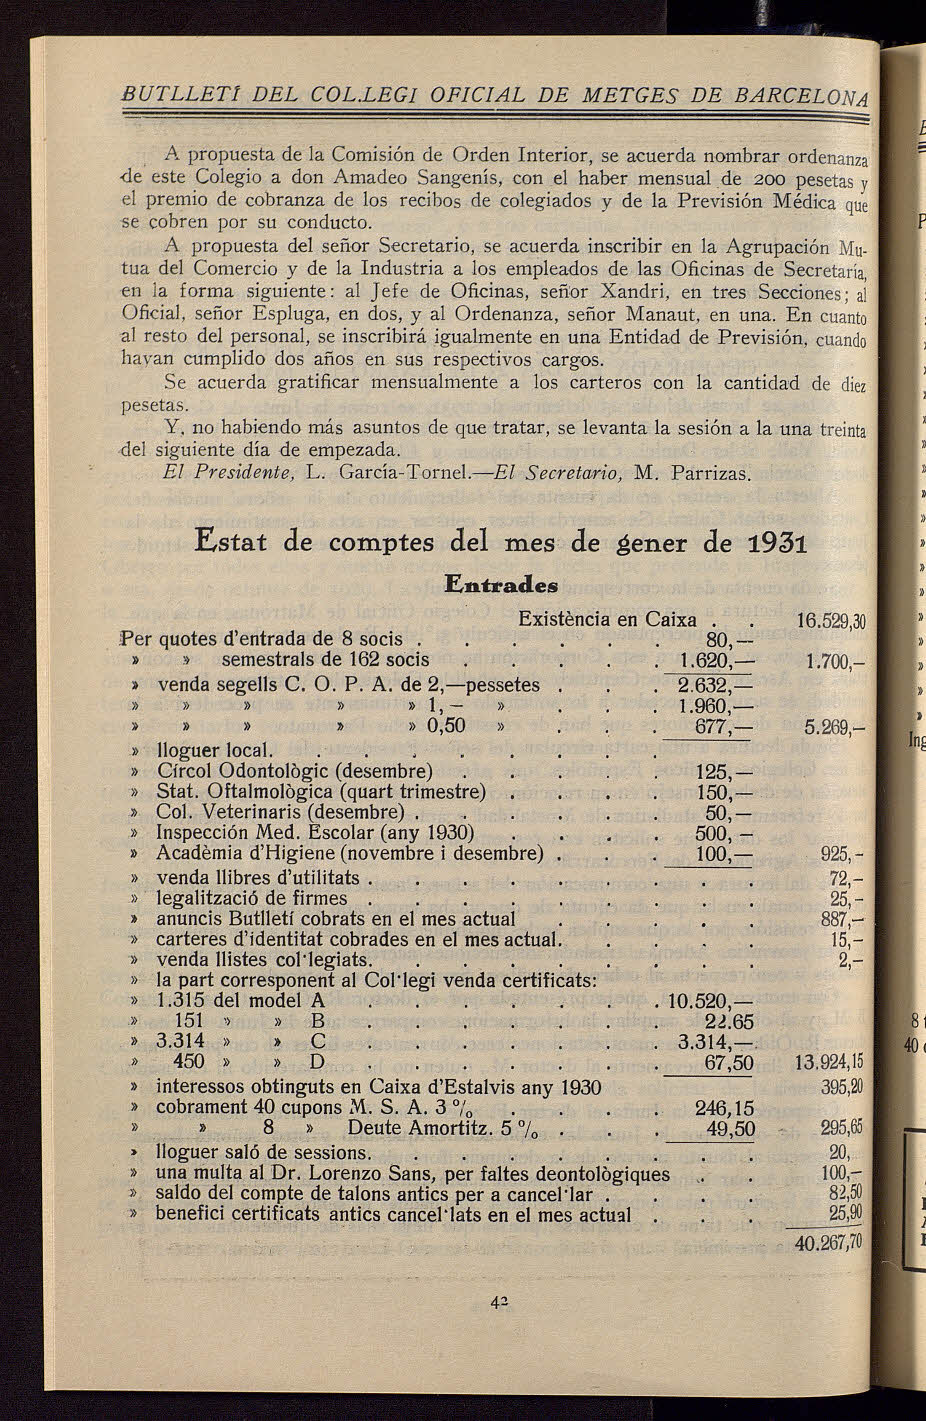 BUTLLETÍ DEL COL.LEGI OFICIAL DE METGES DE BARCELONA
A propuesta de la Comisión de Orden Interior, se acuerda nombrar ordenanza
de este Colegio a don Amadeo Sangenís, con el haber mensual de 200 pesetas y
el premio de cobranza de los recibos de colegiados y de la Previsión Médica que
se cobren por su conducto.
A propuesta del señor Secretario, se acuerda inscribir en la Agrupación Mu-
tua del Comercio y de la Industria a los empleados de las Oficinas de Secretaría,
en la forma siguiente: al Jefe de Oficinas, señor Xandri, en tres Secciones; al
Oficial, señor Espluga, en dos, y al Ordenanza, señor Manaut, en una. En cuanto
al resto del personal, se inscribirá igualmente en una Entidad de Previsión, cuando
hayan cumplido dos años en sus respectivos cargos.
Se acuerda gratificar mensualmente a los carteros con la cantidad de diez
pesetas.
Y, no habiendo más asuntos de que tratar, se levanta la sesión a la una treinta
del siguiente día de empezada.
El Presidente, L. García-Tornel.—El Secretario, M. Parrizas.
Estat de comptes del mes de gener de 1931
Entrades
Existència en Caixa . . 16.529,30
Per quotes d'entrada de 8 socis . . . . . . 80,—
» » semestrals de 162 socis . . . . 1.620,— 1.700,-
» venda segells C. O. P. A. de 2,—pessetes . . . 2.632,—
» » » » » 1,— » . . . 1.960,—
» » » » » 0,50 » . . . 677,— 5.269,-
» lloguer local. . . . . . .
» Círcol Odontològic (desembre) . . . . . 125,—
» Stat. Oftalmològica (quart trimestre) . . . . 150,—
» Col. Veterinaris (desembre) . . . . . . 50,—
» Inspección Med. Escolar (any 1930) . . . . 500,—
» Acadèmia d'Higiene (novembre i desembre) . . . 100,— 925,-
» venda llibres d'utilitats . . . . . . . . 72,-
» legalització de firmes . . . . . . . . 25,-
» anuncis Butlletí cobrats en el mes actual . . . . 887,-
» carteres d'identitat cobrades en el mes actual. . . . . 15,-
» venda llistes col·legiats. . . . . . . . 2,-
» la part corresponent al Col·legi venda certificats:
» 1.315 del model A . . . . . . 10.520,—
» 151 » » B . . . . . . 22.65
» 3.314 » » C . . . . . . 3.314,—
» 450 » » D . . . . . . 67,50 13.924,15
» interessos obtinguts en Caixa d'Estalvis any 1930 395,20
» cobrament 40 cupons M. S. A. 3 % . . . . 246,15
» » 8 » Deute Amortitz. 5 % . . . 49,50 295,65
» lloguer saló de sessions. . . . . . . . 20,-
» una multa al Dr. Lorenzo Sans, per faltes deontològiques . . 100,-
» saldo del compte de talons antics per a cancel·lar . . . . 82,50
» benefici certificats antics cancel·lats en el mes actual . . . 25,90
40.267,70
42